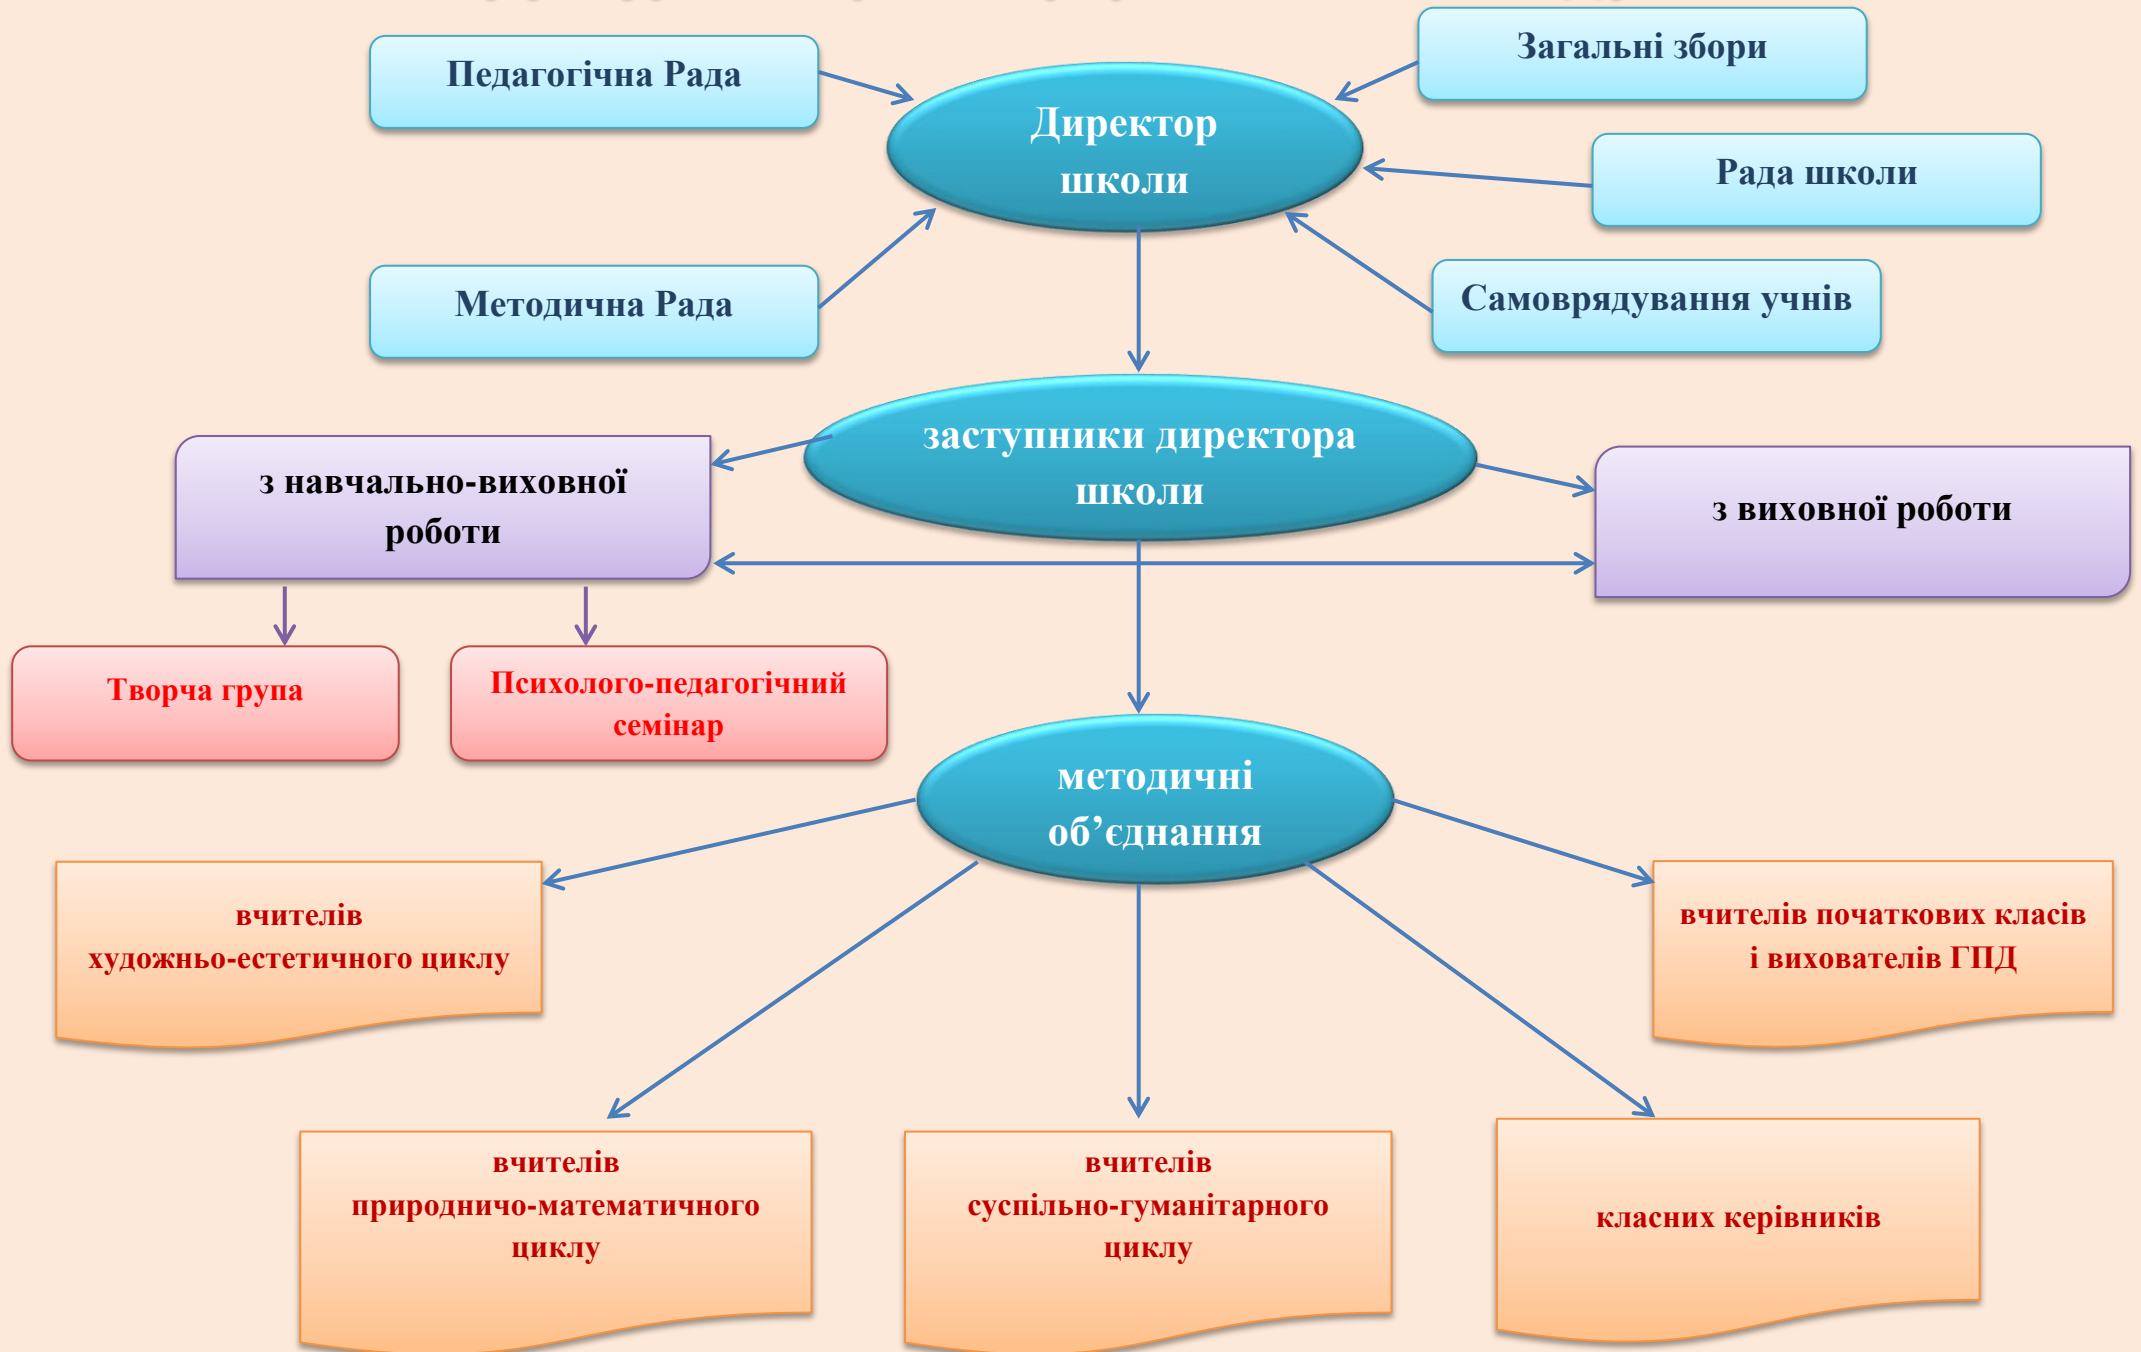 Педагогічна Рада
Загальні збори
Директор
школи
Рада школи
Методична Рада
Самоврядування учнів
заступники директора
школи
з навчально-виховної
роботи
з виховної роботи
Творча група
Психолого-педагогічний
семінар
методичні
об’єднання
вчителів
художньо-естетичного циклу
вчителів початкових класів
і вихователів ГПД
вчителів
природничо-математичного
циклу
вчителів
суспільно-гуманітарного
циклу
класних керівників